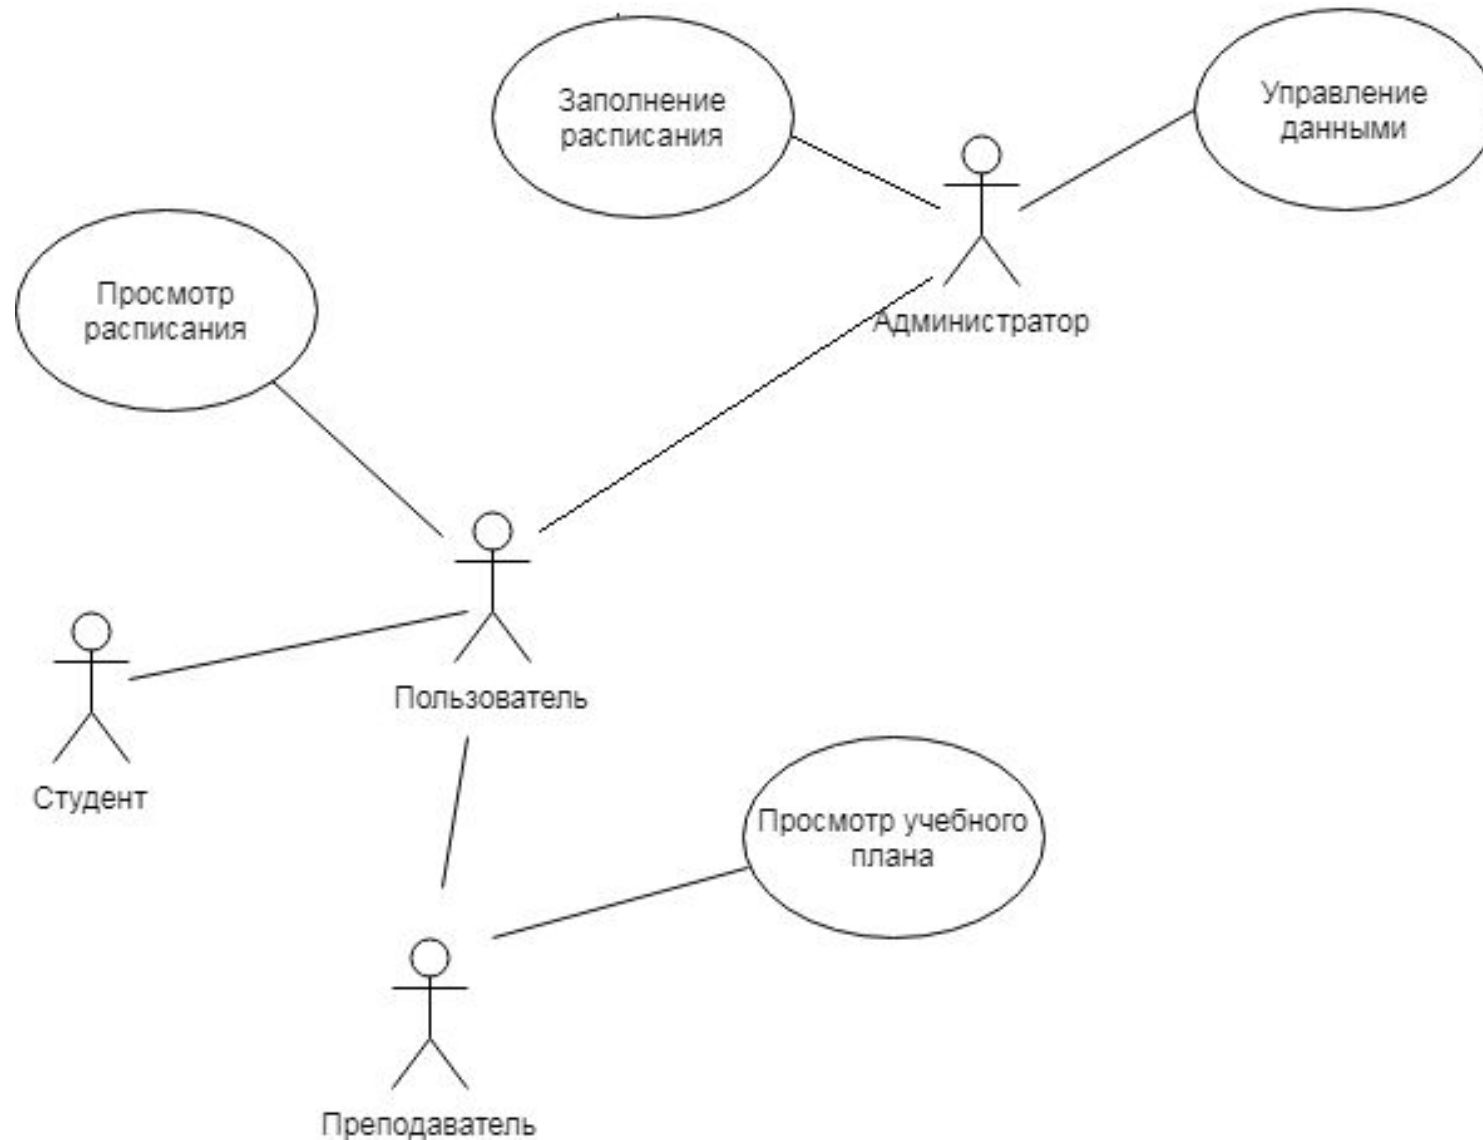 Заполнение
расписания
Управление
данными
Просмотр
расписания
Администратор
Пользователь
Студент
Просмотр учебного
плана
Преподаватель